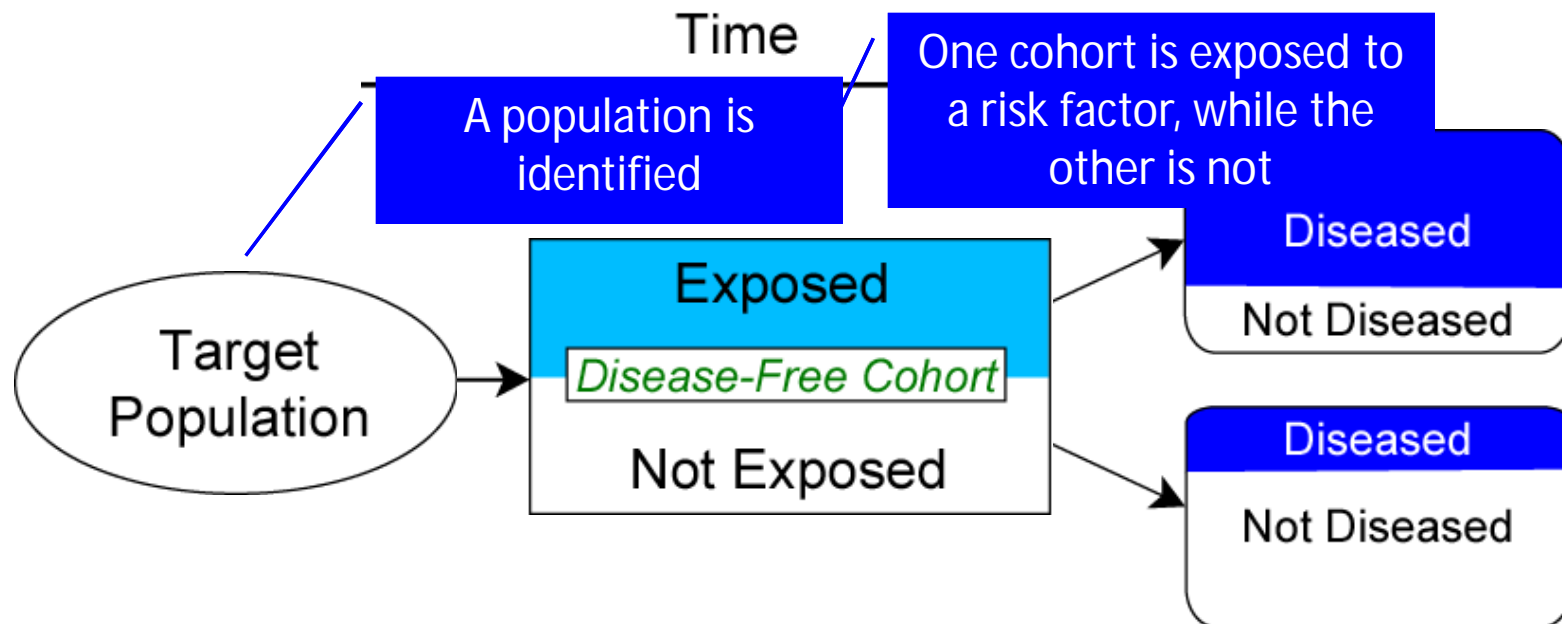 Time
A population is
identified
One cohort is exposed to
a risk factor, while the
other is not
Target
Population
Exposed
Disease-Free Cohort
Not Exposed
Diseased
Not Diseased
Diseased
Not Diseased